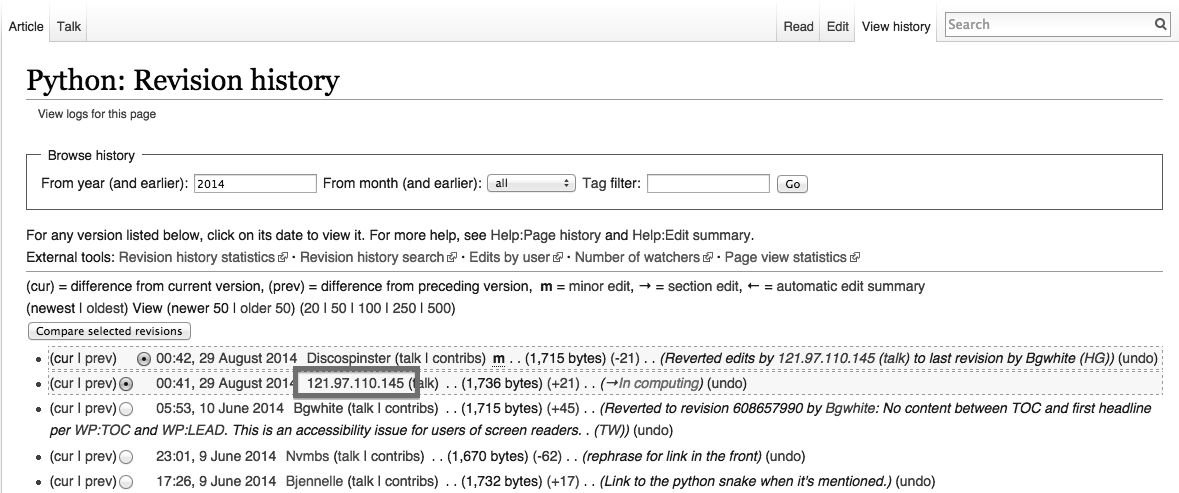 Article Talk Read Edit View history Search
Python: Revision history
View logs for this page
Browse history
From year (and earlier): 2014 From month (and earlier): all Tag filter: Go
For any version listed below, click on its date to view it. For more help, see Help:Page history and Help:Edit summary.
External tools: Revision history statistics · Revision history search · Edits by user · Number of watchers · Page view statistics
(cur) = difference from current version, (prev) = difference from preceding version, m = minor edit, → = section edit, ← = automatic edit summary
(newest | oldest) View (newer 50 | older 50) (20 | 50 | 100 | 250 | 500)
Compare selected revisions
• (cur | prev) 00:42, 29 August 2014 Discospinster (talk | contribs) m . . (1,715 bytes) (-21) . . (Reverted edits by 121.97.110.145 (talk) to last revision by Bgwhite (HG)) (undo)
• (cur | prev) 00:41, 29 August 2014 121.97.110.145 (talk) . . (1,736 bytes) (+21) . . (→In computing) (undo)
• (cur | prev) 05:53, 10 June 2014 Bgwhite (talk | contribs) . . (1,715 bytes) (+45) . . (Reverted to revision 608657990 by Bgwhite: No content between TOC and first headline
per WP:TOC and WP:LEAD. This is an accessibility issue for users of screen readers. . (TW)) (undo)
• (cur | prev) 23:01, 9 June 2014 Nvmbs (talk | contribs) . . (1,670 bytes) (-62) . . (rephrase for link in the front) (undo)
• (cur | prev) 17:26, 9 June 2014 Bjennelle (talk | contribs) . . (1,732 bytes) (+17) . . (Link to the python snake when it's mentioned.) (undo)